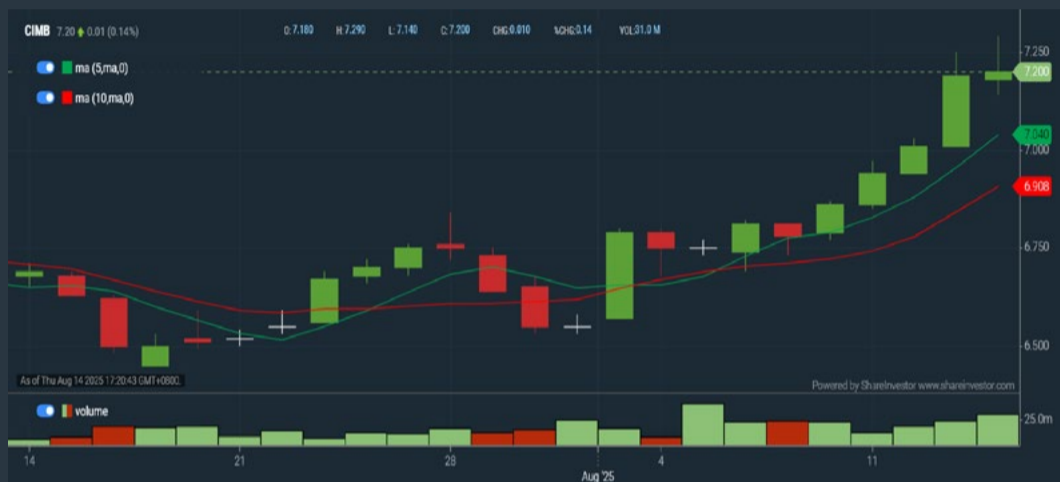 CIMB 7.20 0.01 (0.14%) O: 7.180 H: 7.290 L: 7.140 C: 7.200 CHG:0.010 %CHG:0.14 VOL:31.0 M
ma (5,ma,0)
ma (10,ma,0)
7.250
7.200
7.040
7.000
6.908
6.750
6.500
As of Thu Aug 14 2025 17:20:43 GMT+0800.
Powered by ShareInvestor www.shareinvestor.com
volume
25.0m
14 21 28 4 11
Aug '25